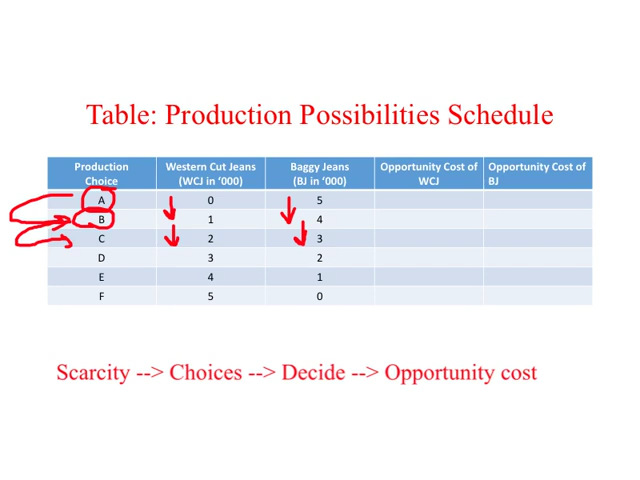 Table: Production Possibilities Schedule
Production Choice | Western Cut Jeans (WCJ in ‘000) | Baggy Jeans (BJ in ‘000) | Opportunity Cost of WCJ | Opportunity Cost of BJ
A 0 5
B 1 4
C 2 3
D 3 2
E 4 1
F 5 0
Scarcity --> Choices --> Decide --> Opportunity cost